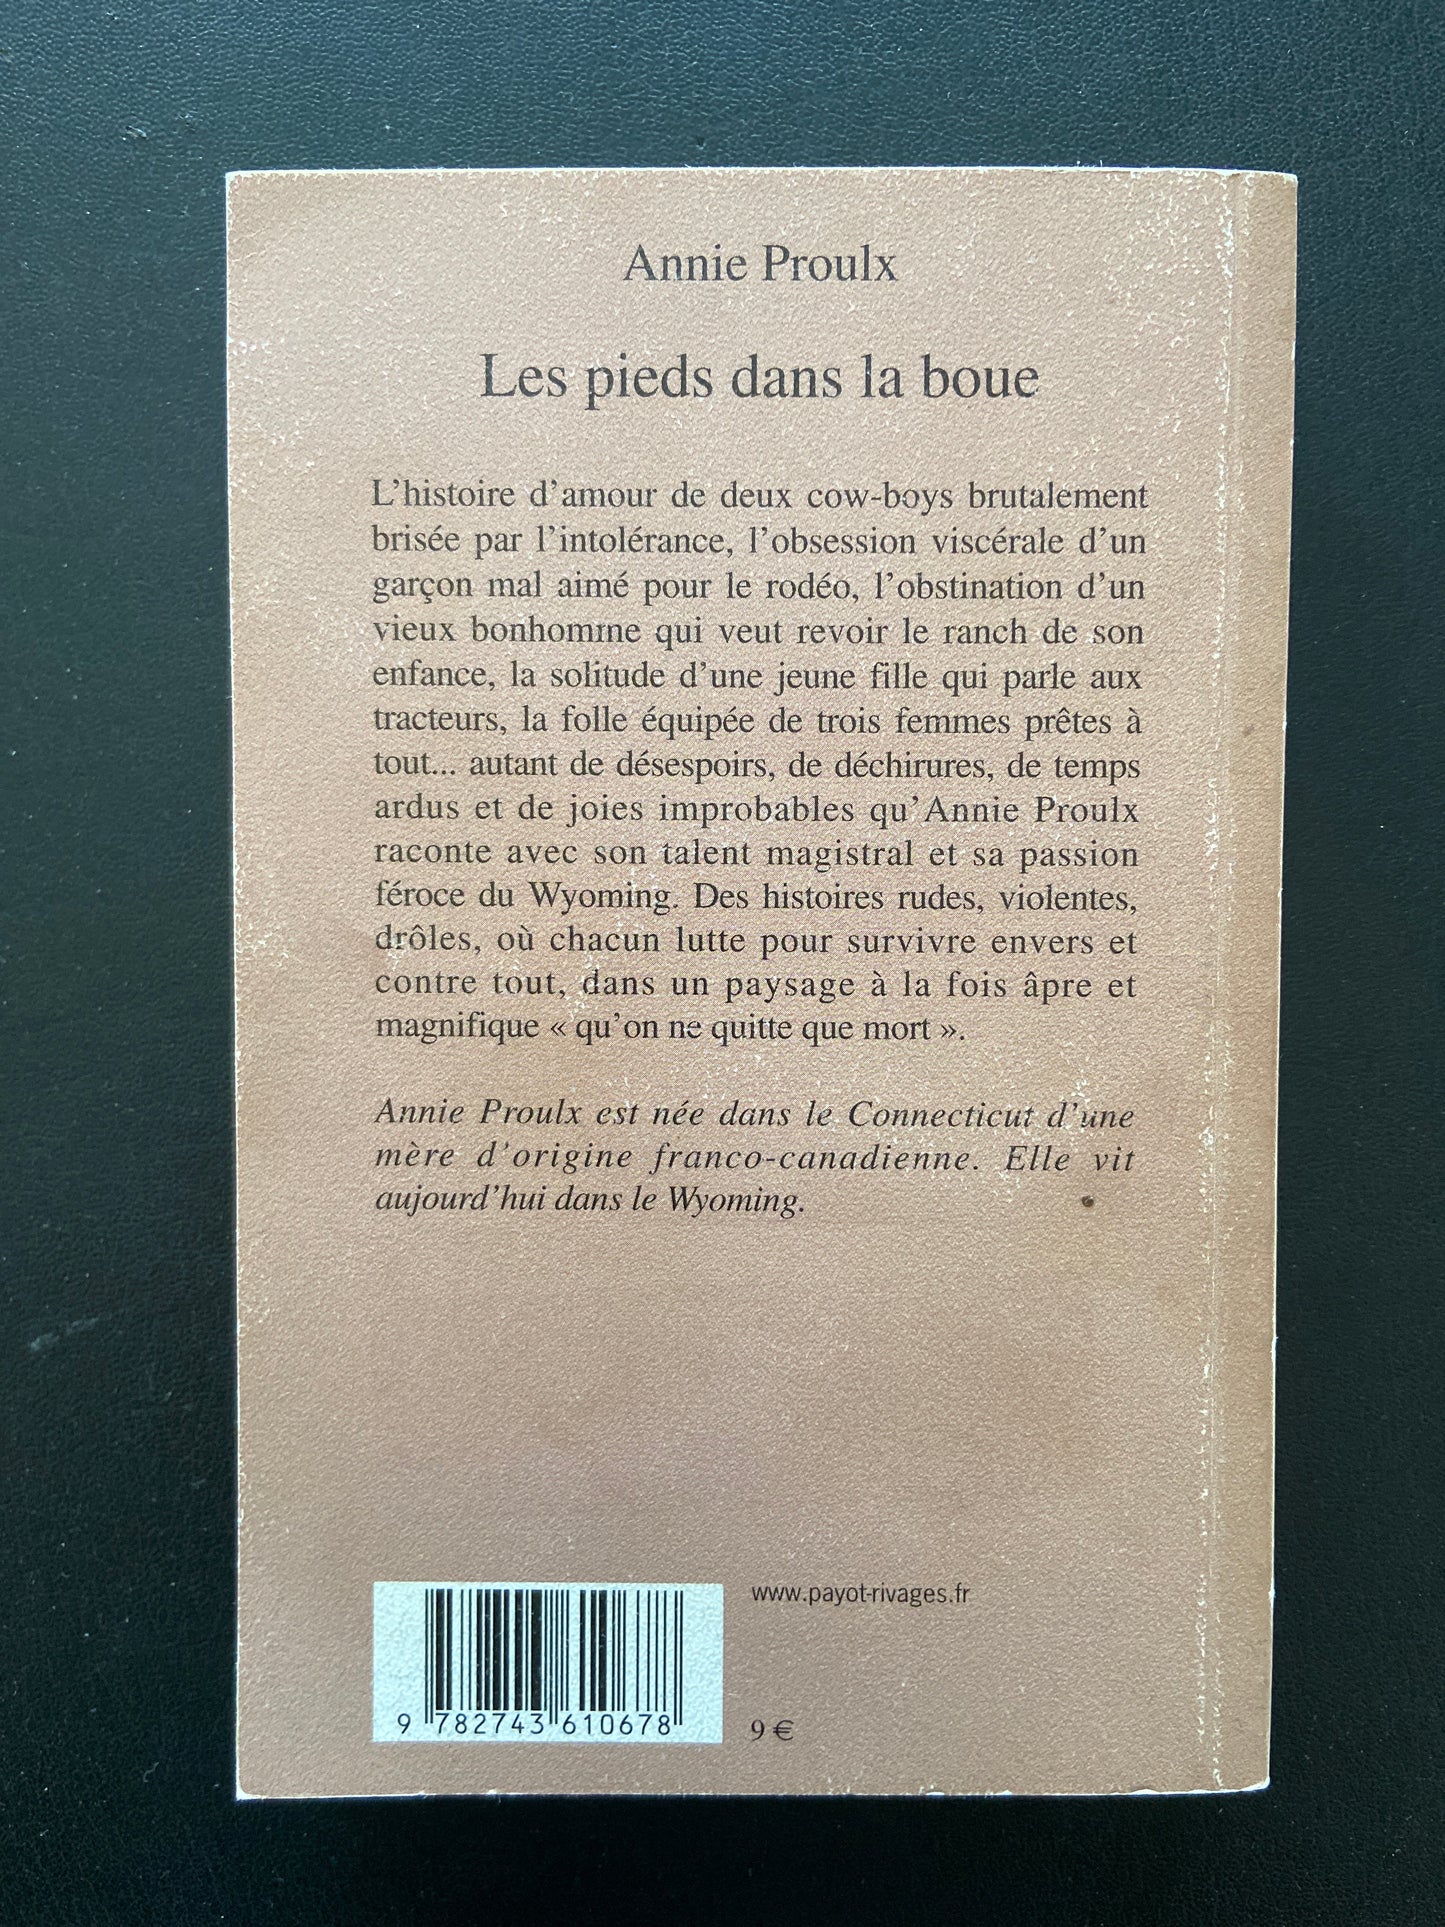 Annie Proulx
Les pieds dans la boue
L'histoire d'amour de deux cow-boys brutalement
brisée par l'intolérance, l'obsession viscérale d'un
garçon mal aimé pour le rodéo, l'obstination d'un
vieux bonhomme qui veut revoir le ranch de son
enfance, la solitude d'une jeune fille qui parle aux
tracteurs, la folle équipée de trois femmes prêtes à
tout... autant de désespoirs, de déchirures, de temps
ardus et de joies improbables qu'Annie Proulx
raconte avec son talent magistral et sa passion
féroce du Wyoming. Des histoires rudes, violentes,
drôles, où chacun lutte pour survivre envers et
contre tout, dans un paysage à la fois âpre et
magnifique « qu'on ne quitte que mort ».
Annie Proulx est née dans le Connecticut d'une
mère d'origine franco-canadienne. Elle vit
aujourd'hui dans le Wyoming.
www.payot-rivages.fr
9 782743 610678
9 €